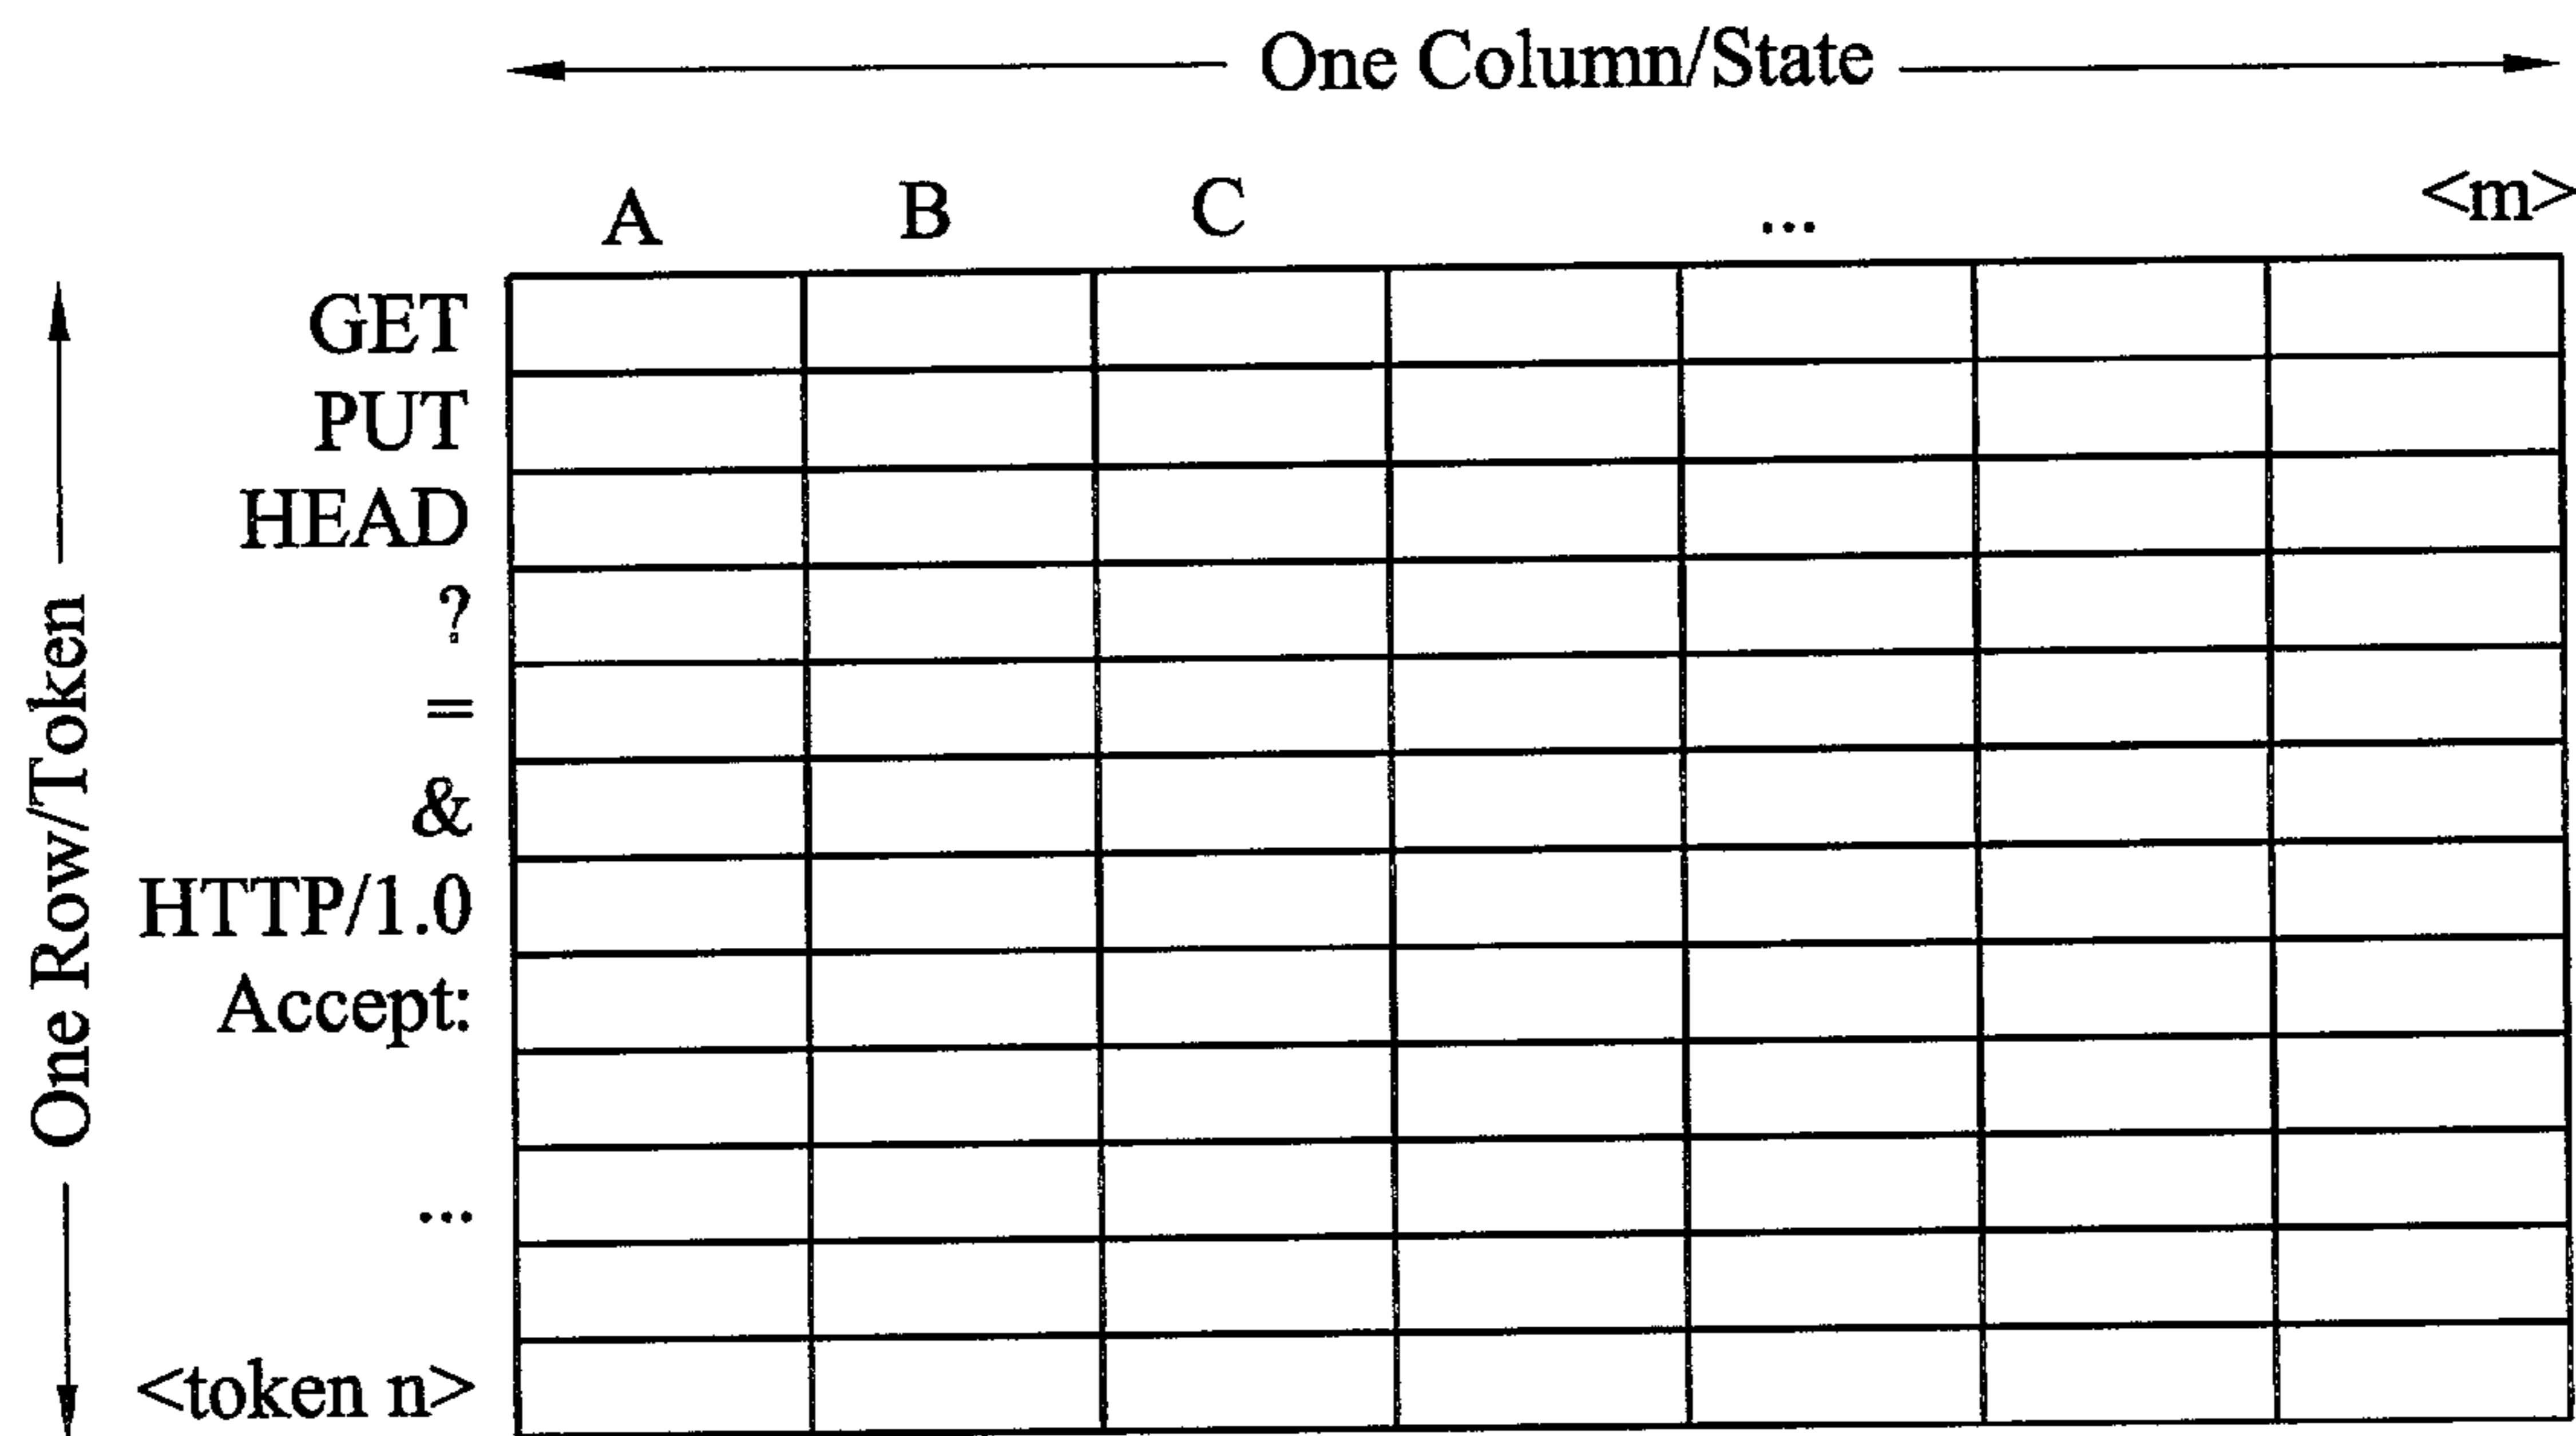 One Column/State
A B C ... <m>
GET
PUT
HEAD
?
=
&
HTTP/1.0
Accept:
...
<token n>
One Row/Token